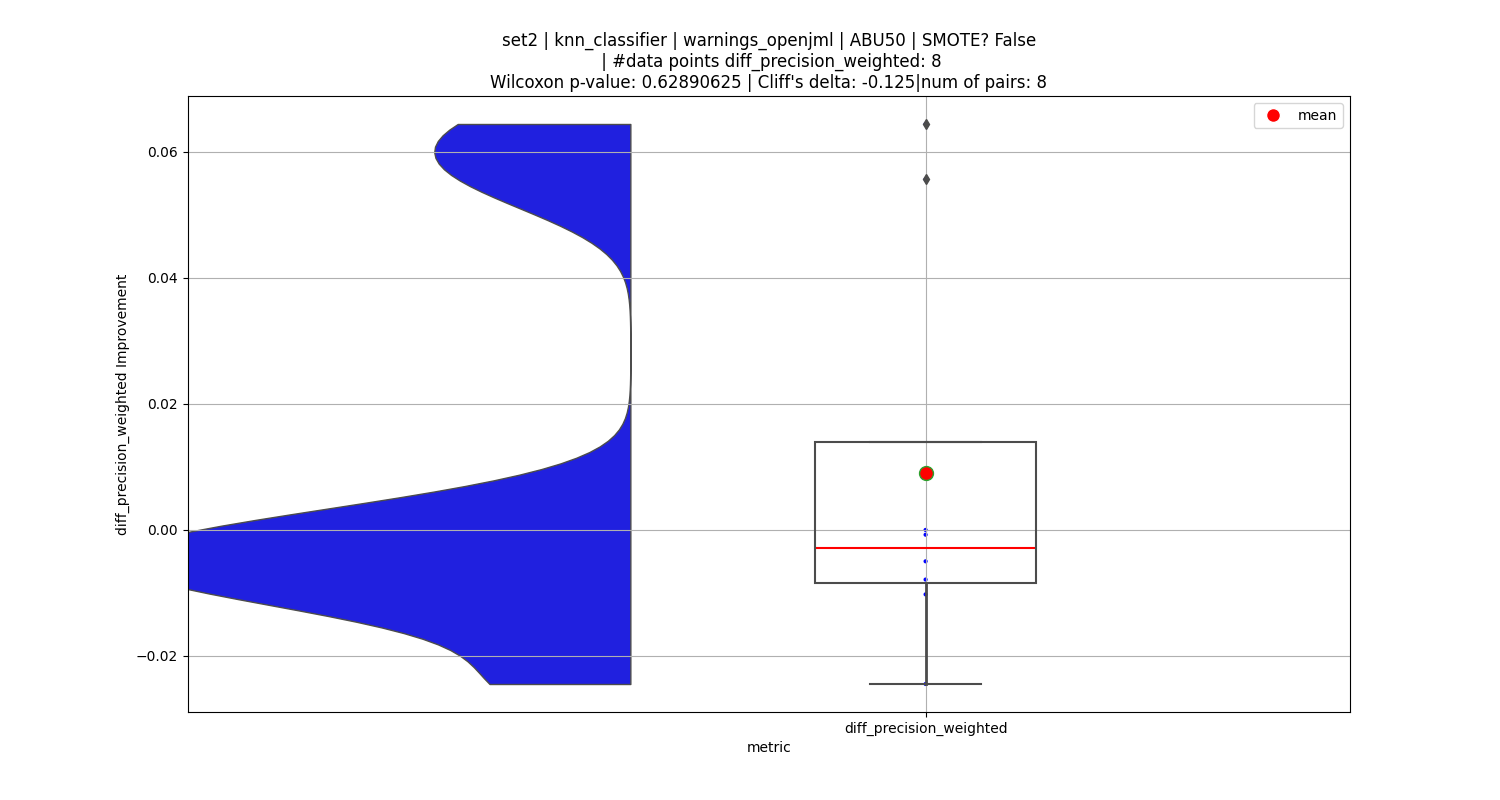 set2 | knn_classifier | warnings_openjml | ABU50 | SMOTE? False
| #data points diff_precision_weighted: 8
Wilcoxon p-value: 0.62890625 | Cliff's delta: -0.125|num of pairs: 8
mean
0.06
0.04
0.02
0.00
−0.02
diff_precision_weighted Improvement
diff_precision_weighted
metric